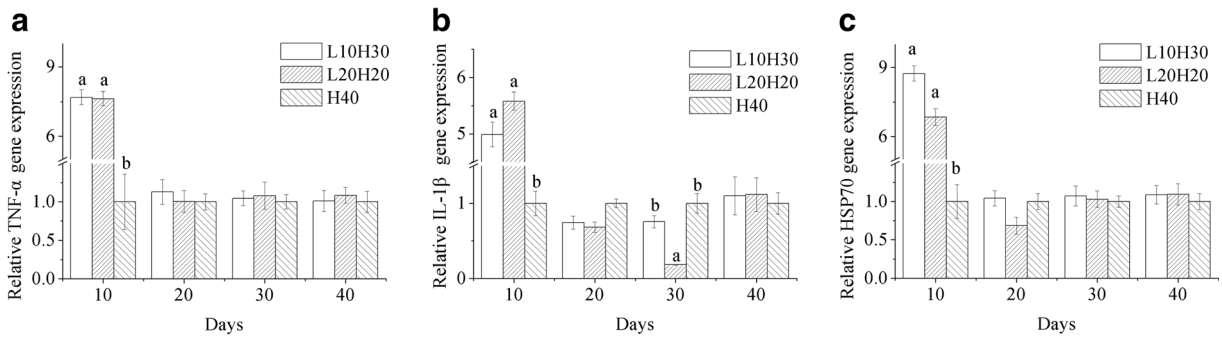 a
Relative TNF-α gene expression
9
6
1.0
0.5
0.0
a a
b
L10H30
L20H20
H40
10 20 30 40
Days
b
Relative IL-1β gene expression
6
5
1
0
a
a
b
b
a
b
L10H30
L20H20
H40
10 20 30 40
Days
c
Relative HSP70 gene expression
9
6
1.0
0.5
0.0
a
a
b
L10H30
L20H20
H40
10 20 30 40
Days